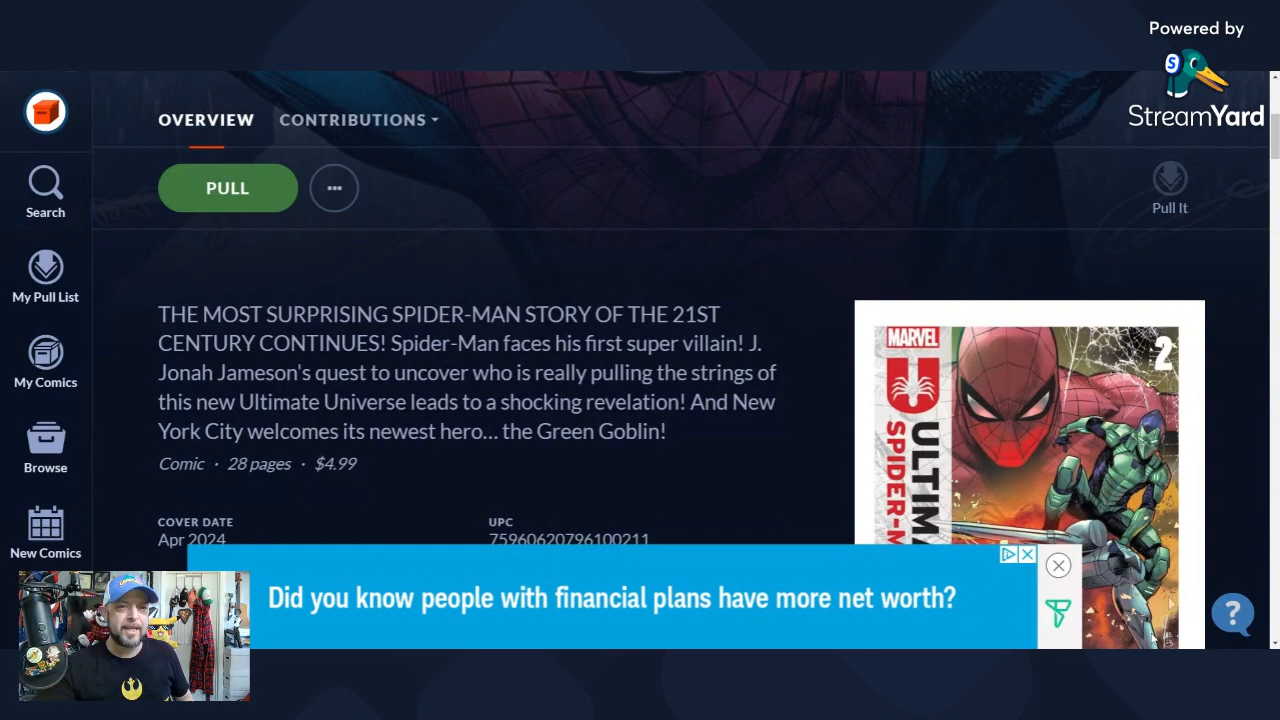 Powered by
StreamYard
OVERVIEW
CONTRIBUTIONS
PULL
...
Pull It
Search
My Pull List
My Comics
Browse
New Comics
THE MOST SURPRISING SPIDER-MAN STORY OF THE 21ST
CENTURY CONTINUES! Spider-Man faces his first super villain! J.
Jonah Jameson's quest to uncover who is really pulling the strings of
this new Ultimate Universe leads to a shocking revelation! And New
York City welcomes its newest hero... the Green Goblin!
Comic · 28 pages · $4.99
COVER DATE
Apr 2024
UPC
75960620796100211
MARVEL
2
ULTIMA
SPIDER-M
Did you know people with financial plans have more net worth?
?